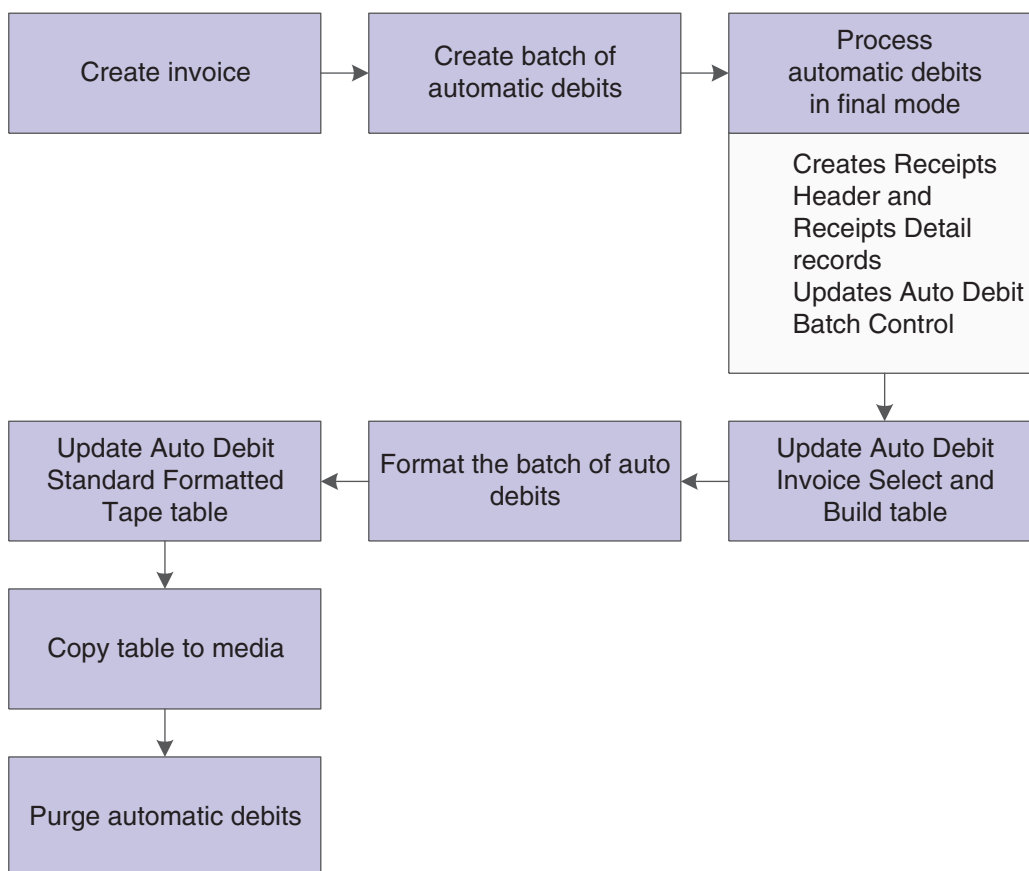 Create invoice
Create batch of
automatic debits
Process
automatic debits
in final mode
Creates Receipts
Header and
Receipts Detail
records
Updates Auto Debit
Batch Control
Update Auto Debit
Invoice Select and
Build table
Format the batch of auto
debits
Update Auto Debit
Standard Formatted
Tape table
Copy table to media
Purge automatic debits